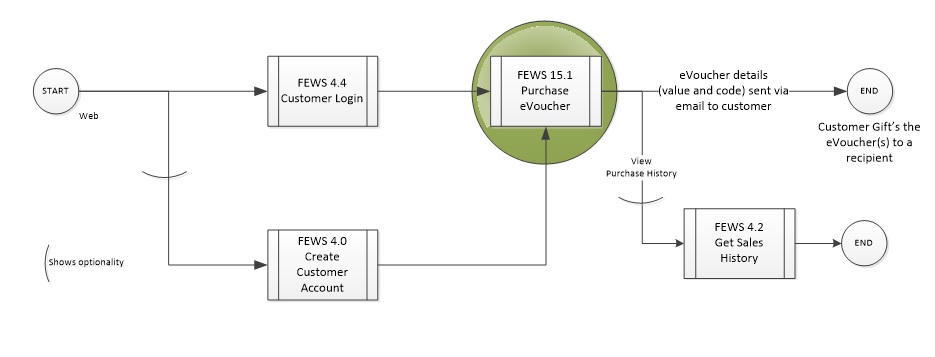 START
Web
FEWS 4.4
Customer Login
FEWS 15.1
Purchase
eVoucher
eVoucher details
(value and code) sent via
email to customer
END
Customer Gift's the
eVoucher(s) to a
recipient
View
Purchase History
FEWS 4.0
Create
Customer
Account
FEWS 4.2
Get Sales
History
END
Shows optionality